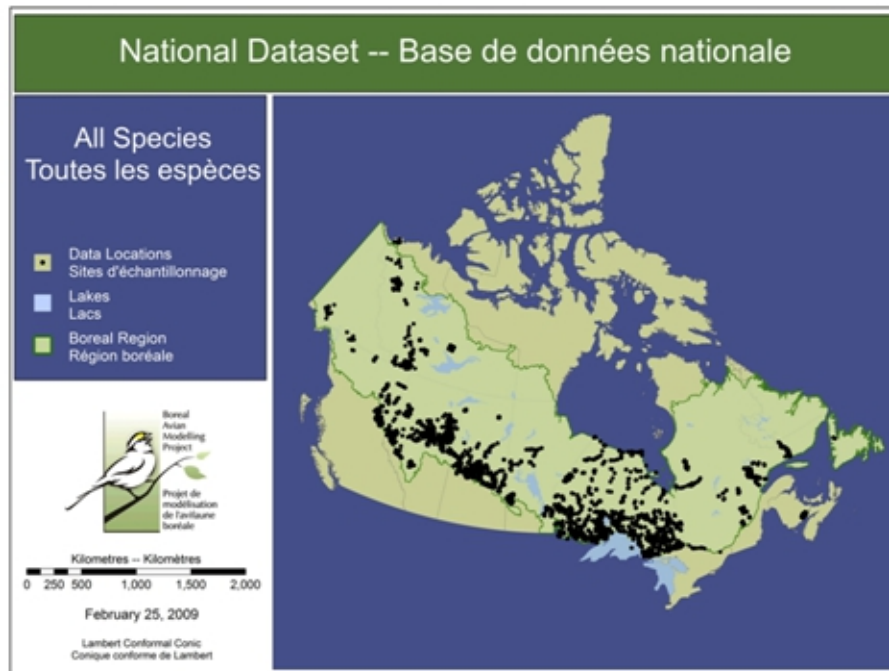 National Dataset -- Base de données nationale
All Species
Toutes les espèces
Data Locations
Sites d'échantillonnage
Lakes
Lacs
Boreal Region
Région boréale
Boreal
Avian
Modelling
Project
Projet de
modélisation
de l'avifaune
boréale
Kilometres -- Kilomètres
0 250 500 1,000 1,500 2,000
February 25, 2009
Lambert Conformal Conic
Conique conforme de Lambert